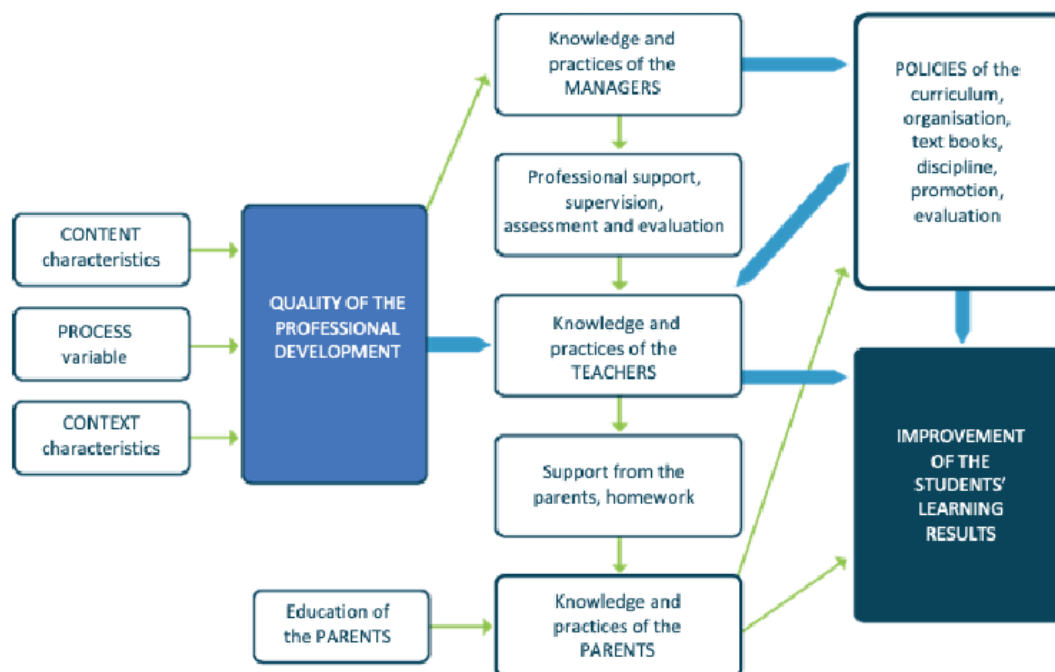 Knowledge and
practices of the
MANAGERS
POLICIES of the
curriculum,
organisation,
text books,
discipline,
promotion,
evaluation
Professional support,
supervision,
assessment and evaluation
CONTENT
characteristics
PROCESS
variable
CONTEXT
characteristics
QUALITY OF THE
PROFESSIONAL
DEVELOPMENT
Knowledge and
practices of the
TEACHERS
IMPROVEMENT
OF THE
STUDENTS'
LEARNING
RESULTS
Support from the
parents, homework
Education of
the PARENTS
Knowledge and
practices of the
PARENTS